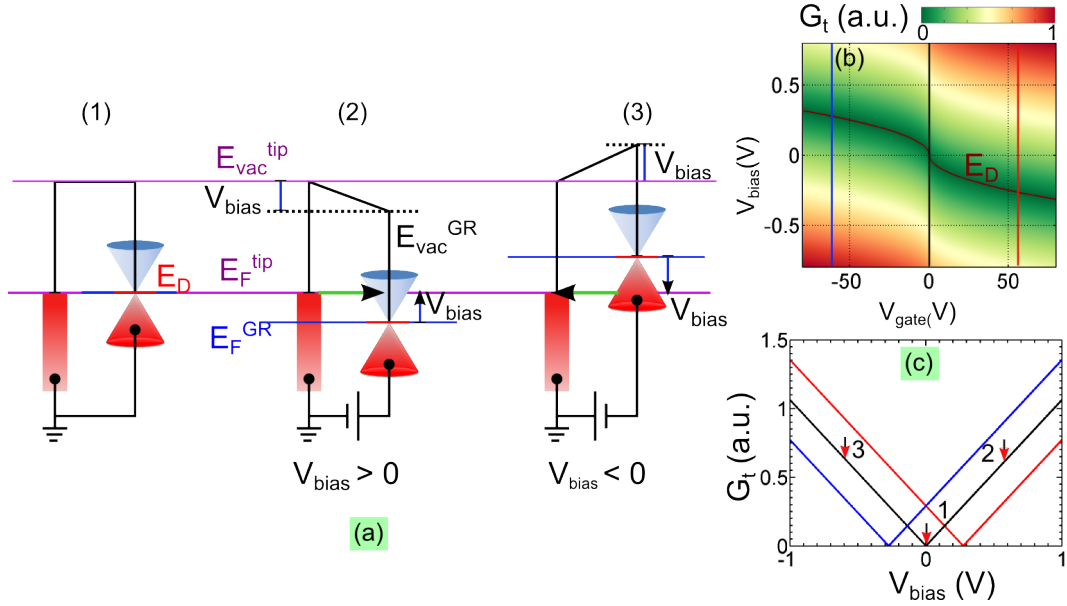 (1)
(2)
(3)
E_vac^tip
V_bias
V_bias
E_vac^GR
E_D
E_F^tip
V_bias
V_bias
E_F^GR
V_bias > 0
V_bias < 0
(a)
G_t (a.u.)
0
1
(b)
0.5
0
-0.5
V_bias(V)
E_D
-50
0
50
V_gate(V)
1.5
1
0.5
0
G_t (a.u.)
(c)
3
2
1
-1
0
1
V_bias (V)